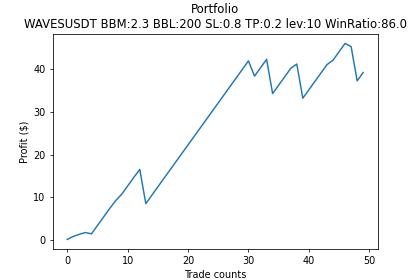 Portfolio
WAVESUSDT BBM:2.3 BBL:200 SL:0.8 TP:0.2 lev:10 WinRatio:86.0
Profit ($)
40
30
20
10
0
0 10 20 30 40 50
Trade counts